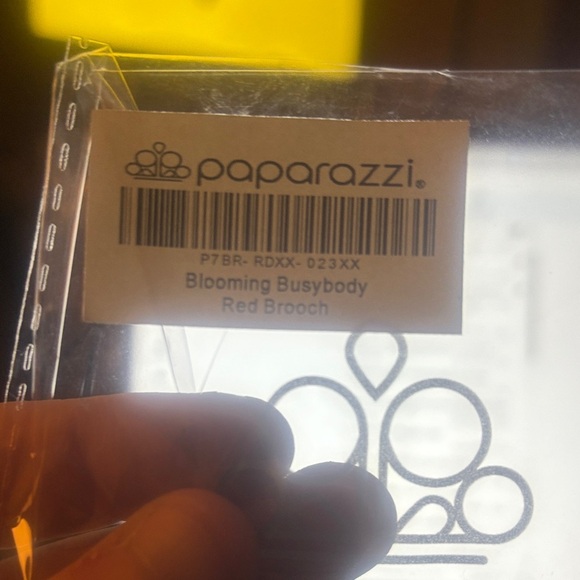 paparazzi®
P7BR- RDXX- 023XX
Blooming Busybody
Red Brooch